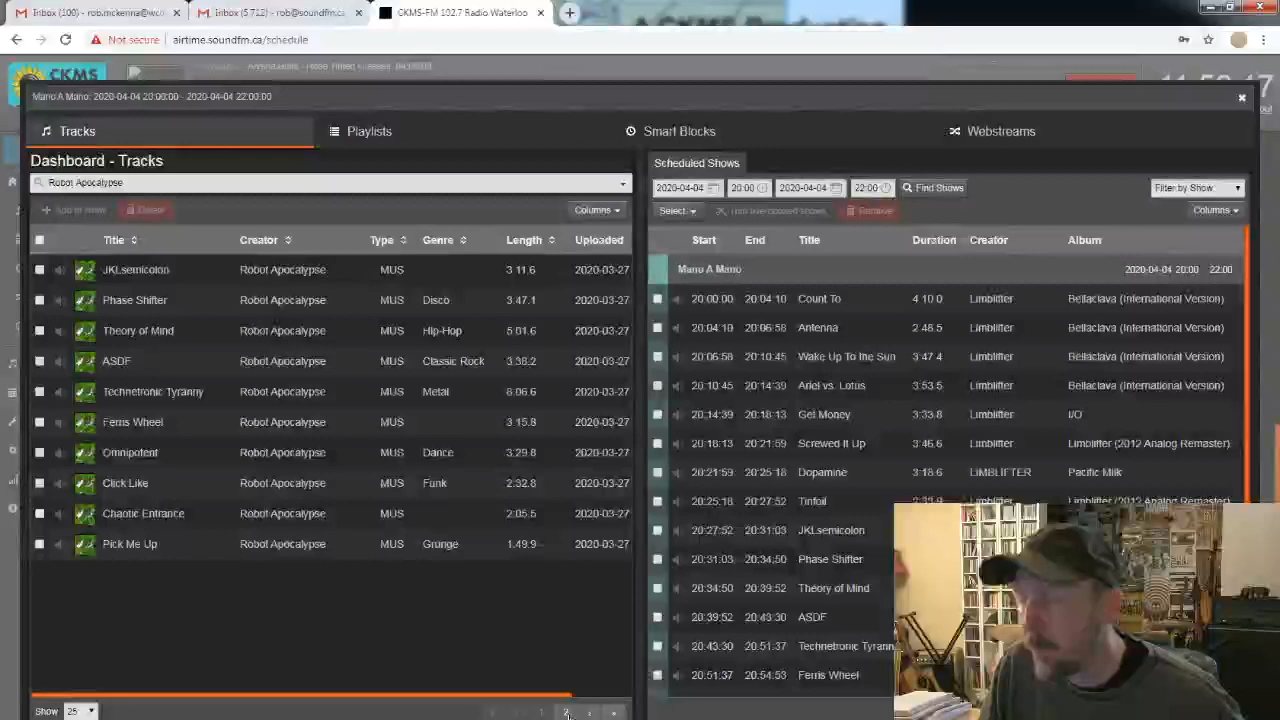 Inbox (100) - rob.mckenna@wc
Inbox (5,712) - rob@soundfm.ca
CKMS-FM 102.7 Radio Waterloo
Not secure
airtime.soundfm.ca/schedule
CKMS
Mano A Mano: 2020-04-04 20:00:00 - 2020-04-04 22:00:00
Tracks
Playlists
Smart Blocks
Webstreams
Dashboard - Tracks
Robot Apocalypse
Delete
Columns
Title Creator Type Genre Length Uploaded
JKLsemicolon Robot Apocalypse MUS 3:11.6 2020-03-27
Phase Shifter Robot Apocalypse MUS Disco 3:47.1 2020-03-27
Theory of Mind Robot Apocalypse MUS Hip-Hop 5:01.6 2020-03-27
ASDF Robot Apocalypse MUS Classic Rock 3:38.2 2020-03-27
Technetronic Tyranny Robot Apocalypse MUS Metal 8:06.6 2020-03-27
Ferris Wheel Robot Apocalypse MUS 3:15.8 2020-03-27
Omnipotent Robot Apocalypse MUS Dance 3:29.8 2020-03-27
Click Like Robot Apocalypse MUS Funk 2:32.8 2020-03-27
Chaotic Entrance Robot Apocalypse MUS 2:05.5 2020-03-27
Pick Me Up Robot Apocalypse MUS Grunge 1:49.9 2020-03-27
Show 25
1 2
Scheduled Shows
2020-04-04 20:00 2020-04-04 22:00 Find Shows
Filter by Show
Select Trim overbooked shows Remove
Columns
Start End Title Duration Creator Album
Mano A Mano 2020-04-04 20:00 22:00
20:00:00 20:04:10 Count To 4:10.0 Limblifter Bellaclava (International Version)
20:04:10 20:06:58 Antenna 2:48.5 Limblifter Bellaclava (International Version)
20:06:58 20:10:45 Wake Up To the Sun 3:47.4 Limblifter Bellaclava (International Version)
20:10:45 20:14:39 Ariel vs. Lotus 3:53.5 Limblifter Bellaclava (International Version)
20:14:39 20:18:13 Get Money 3:33.8 Limblifter I/O
20:18:13 20:21:59 Screwed It Up 3:46.6 Limblifter Limblifter (2012 Analog Remaster)
20:21:59 20:25:18 Dopamine 3:18.6 LIMBLIFTER Pacific Milk
20:25:18 20:27:52 Tinfoil 2:33.9 Limblifter Limblifter (2012 Analog Remaster)
20:27:52 20:31:03 JKLsemicolon
20:31:03 20:34:50 Phase Shifter
20:34:50 20:39:52 Theory of Mind
20:39:52 20:43:30 ASDF
20:43:30 20:51:37 Technetronic Tyrann
20:51:37 20:54:53 Ferris Wheel